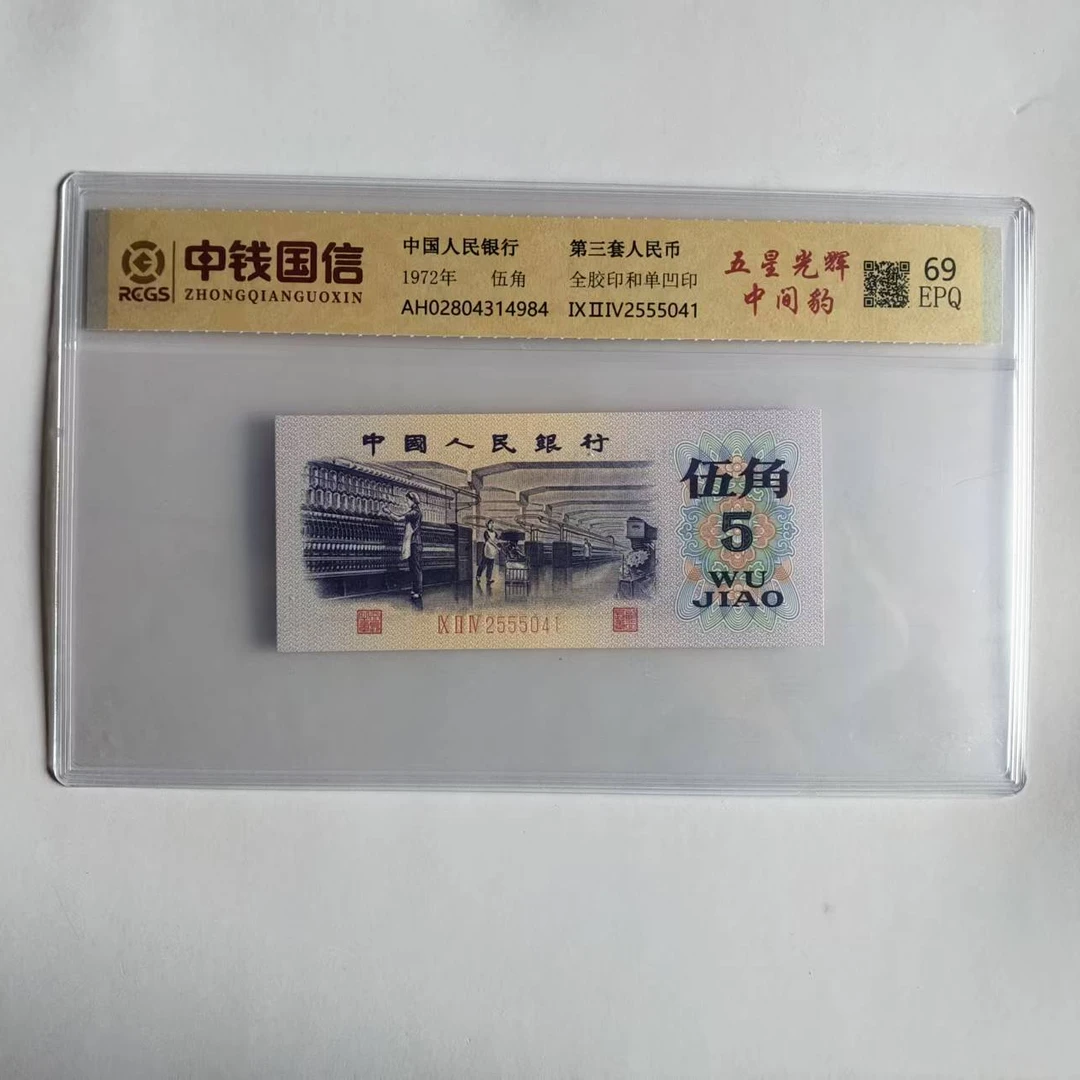 中钱国信
RCGS ZHONGQIANGUOXIN
中国人民银行 第三套人民币
1972年 伍角 全胶印和单凹印
AH02804314984 IXⅡIV2555041
五星光辉
中间豹
69
EPQ
中國人民銀行
伍角
5
WU
JIAO
IXⅡIV2555041